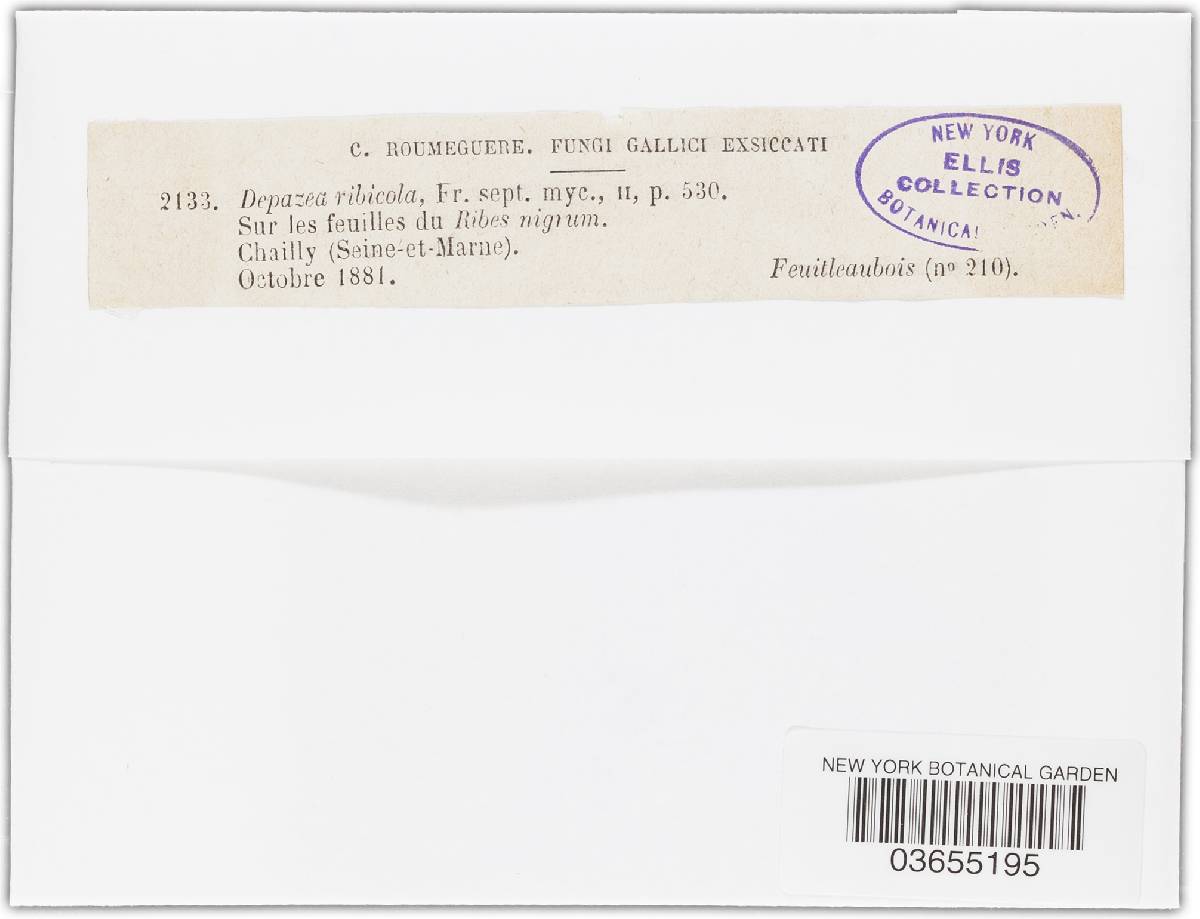 C. ROUMEGUERE. FUNGI GALLICI EXSICCATI
2133. Depazea ribicola, Fr. sept. myc., II, p. 530.
Sur les feuilles du Ribes nigrum.
Chailly (Seine-et-Marne).
Octobre 1881.
Feuitleaubois (no 210).
NEW YORK
ELLIS
COLLECTION
BOTANICAL
NEW YORK BOTANICAL GARDEN
03655195